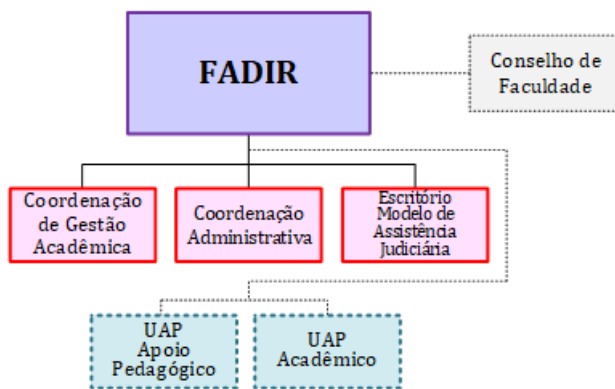 FADIR
Conselho de
Faculdade
Coordenação
de Gestão
Acadêmica
Coordenação
Administrativa
Escritório
Modelo de
Assistência
Judiciária
UAP
Apoio
Pedagógico
UAP
Acadêmico